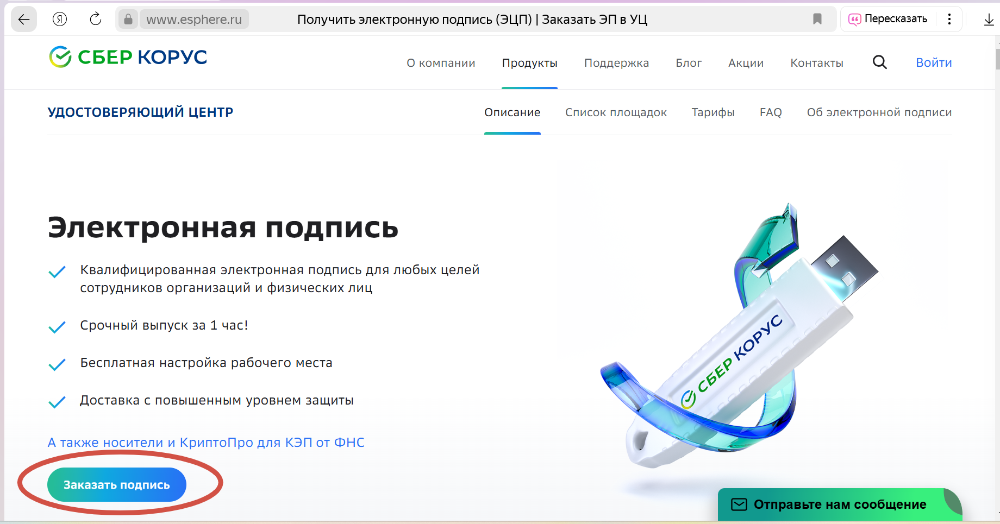 www.esphere.ru
Получить электронную подпись (ЭЦП) | Заказать ЭП в УЦ
Пересказать
СБЕР КОРУС
О компании
Продукты
Поддержка
Блог
Акции
Контакты
Войти
УДОСТОВЕРЯЮЩИЙ ЦЕНТР
Описание
Список площадок
Тарифы
FAQ
Об электронной подписи
Электронная подпись
Квалифицированная электронная подпись для любых целей
сотрудников организаций и физических лиц
Срочный выпуск за 1 час!
Бесплатная настройка рабочего места
Доставка с повышенным уровнем защиты
А также носители и КриптоПро для КЭП от ФНС
Заказать подпись
СБЕР КОРУС
Отправьте нам сообщение